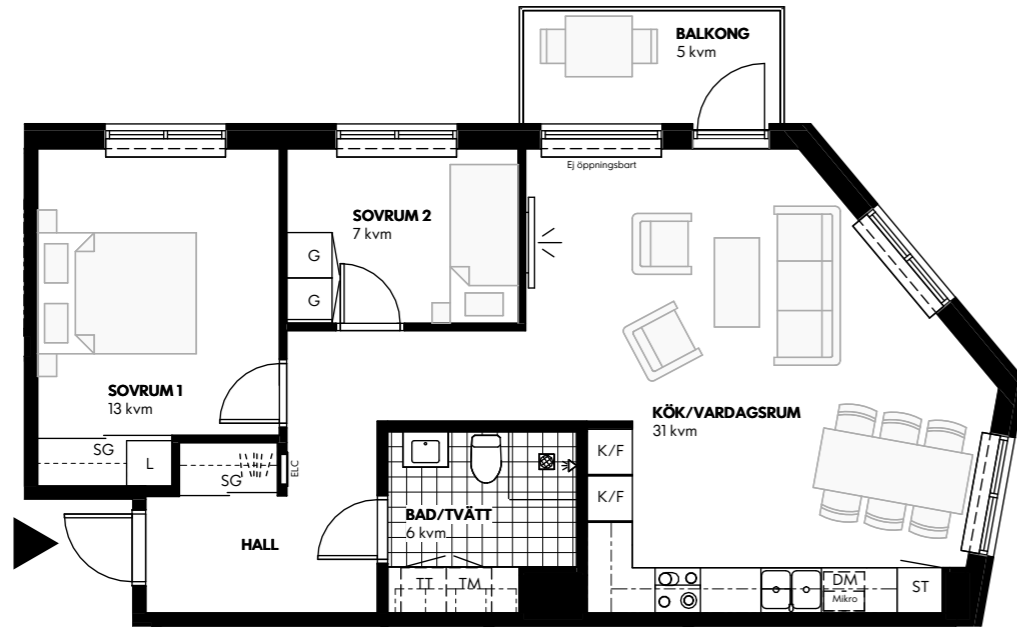 BALKONG
5 kvm
Ej öppningsbart
SOVRUM 2
7 kvm
G
G
SOVRUM 1
13 kvm
KÖK/VARDAGSRUM
31 kvm
SG
L
SG
ELC
K/F
K/F
BAD/TVÄTT
6 kvm
HALL
TT
TM
DM
Mikro
ST